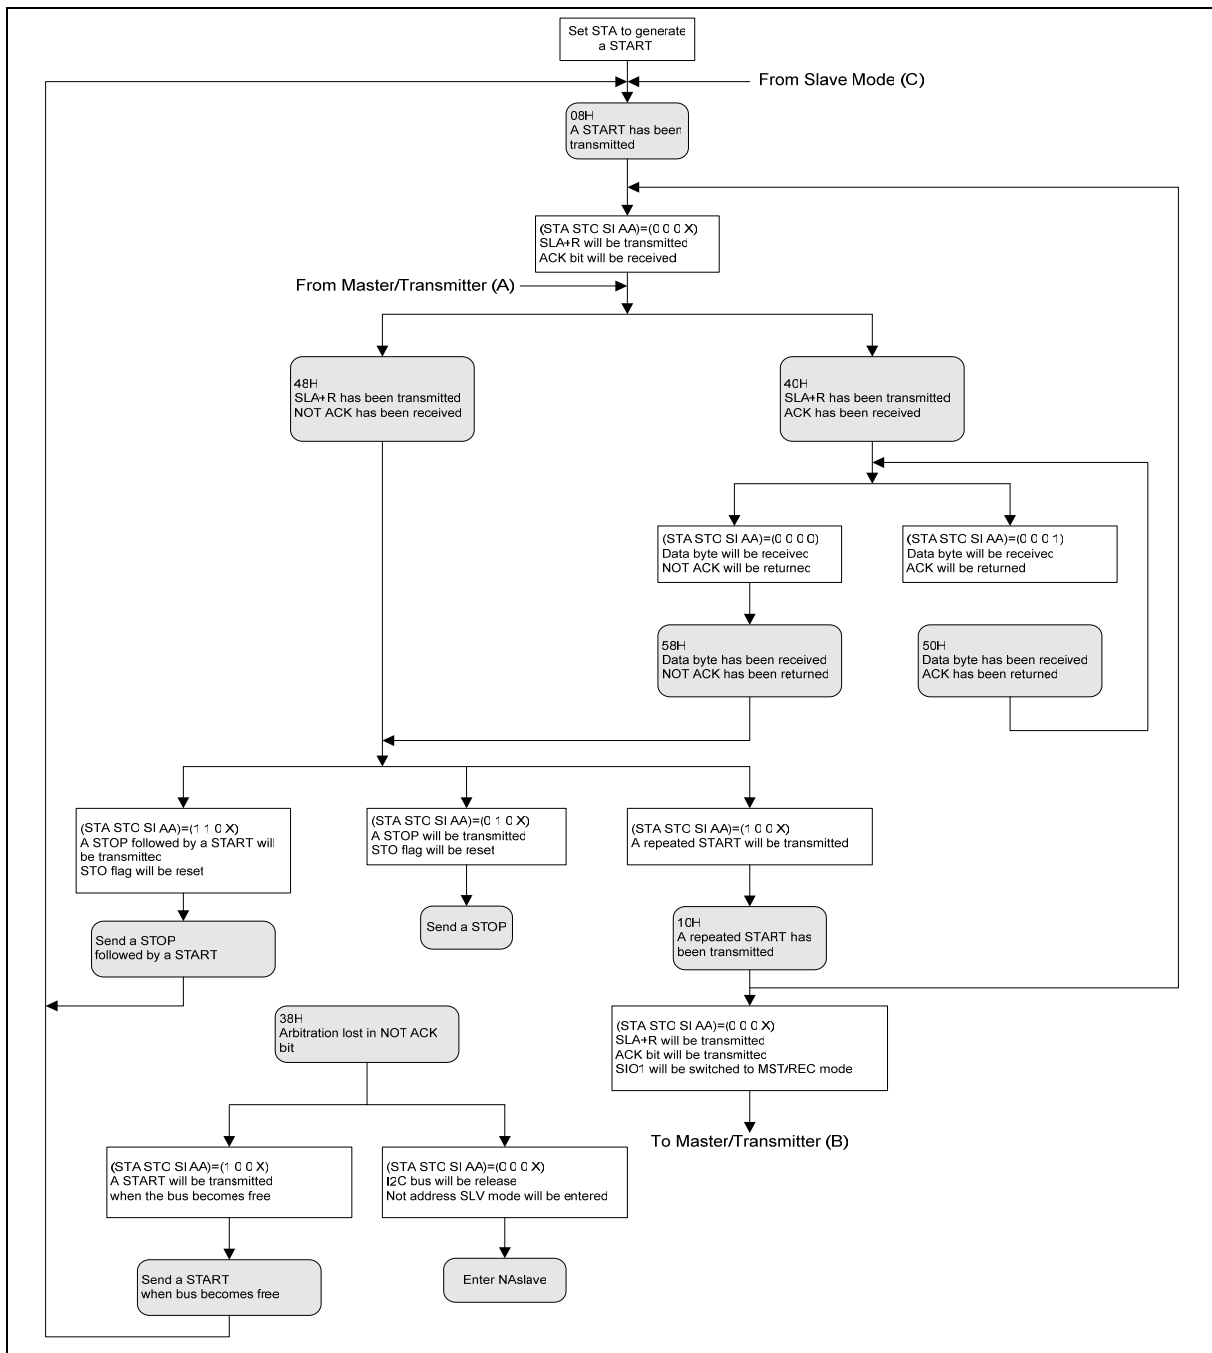 Set STA to generate
a START
From Slave Mode (C)
08H
A START has been
transmitted
(STA STO SI AA)=(0 0 0 X)
SLA+R will be transmitted
ACK bit will be received
From Master/Transmitter (A)
48H
SLA+R has been transmitted
NOT ACK has been received
40H
SLA+R has been transmitted
ACK has been received
(STA STO SI AA)=(0 0 0 0)
Data byte will be received
NOT ACK will be returned
(STA STO SI AA)=(0 0 0 1)
Data byte will be received
ACK will be returned
58H
Data byte has been received
NOT ACK has been returned
50H
Data byte has been received
ACK has been returned
(STA STO SI AA)=(1 1 0 X)
A STOP followed by a START will
be transmitted
STO flag will be reset
(STA STO SI AA)=(0 1 0 X)
A STOP will be transmitted
STO flag will be reset
(STA STO SI AA)=(1 0 0 X)
A repeated START will be transmitted
Send a STOP
followed by a START
Send a STOP
10H
A repeated START has
been transmitted
38H
Arbitration lost in NOT ACK
bit
(STA STO SI AA)=(0 0 0 X)
SLA+R will be transmitted
ACK bit will be transmitted
SIO1 will be switched to MST/REC mode
To Master/Transmitter (B)
(STA STO SI AA)=(1 0 0 X)
A START will be transmitted
when the bus becomes free
(STA STO SI AA)=(0 0 0 X)
I2C bus will be release
Not address SLV mode will be entered
Send a START
when bus becomes free
Enter NAslave